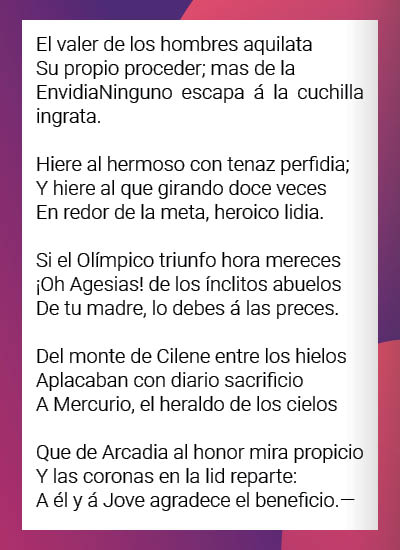 El valer de los hombres aquilata
Su propio proceder; mas de la
EnvidiaNinguno escapa á la cuchilla
ingrata.
Hiere al hermoso con tenaz perfidia;
Y hiere al que girando doce veces
En redor de la meta, heroico lidia.
Si el Olímpico triunfo hora mereces
¡Oh Agesias! de los ínclitos abuelos
De tu madre, lo debes á las preces.
Del monte de Cilene entre los hielos
Aplacaban con diario sacrificio
A Mercurio, el heraldo de los cielos
Que de Arcadia al honor mira propicio
Y las coronas en la lid reparte:
A él y á Jove agradece el beneficio.—